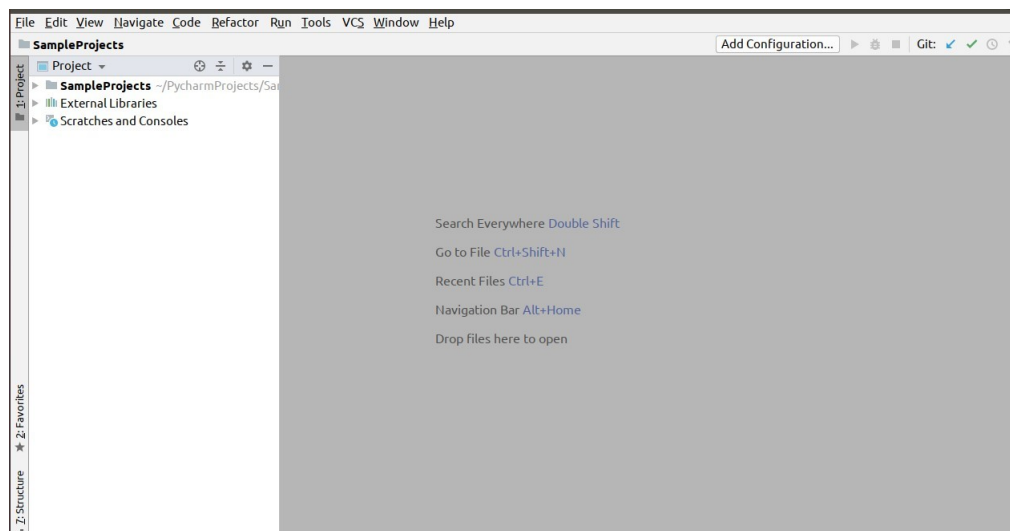 File Edit View Navigate Code Refactor Run Tools VCS Window Help
SampleProjects
Add Configuration...
Git:
1: Project
Project
SampleProjects ~/PycharmProjects/Sa
External Libraries
Scratches and Consoles
Search Everywhere Double Shift
Go to File Ctrl+Shift+N
Recent Files Ctrl+E
Navigation Bar Alt+Home
Drop files here to open
2: Favorites
7: Structure